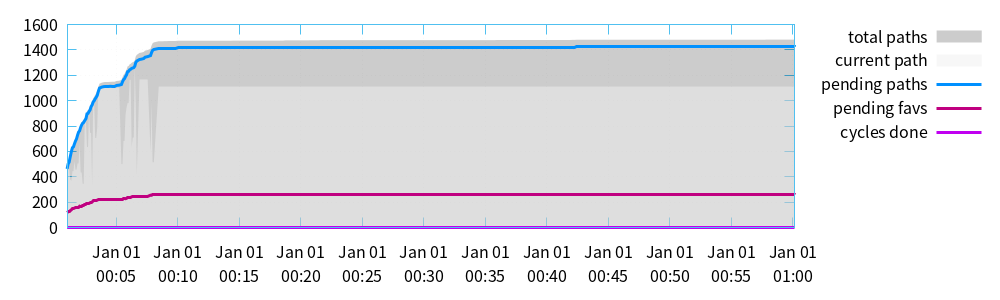 1600
1400
1200
1000
800
600
400
200
0
total paths
current path
pending paths
pending favs
cycles done
Jan 01 Jan 01 Jan 01 Jan 01 Jan 01 Jan 01 Jan 01 Jan 01 Jan 01 Jan 01 Jan 01 Jan 01
00:05 00:10 00:15 00:20 00:25 00:30 00:35 00:40 00:45 00:50 00:55 01:00